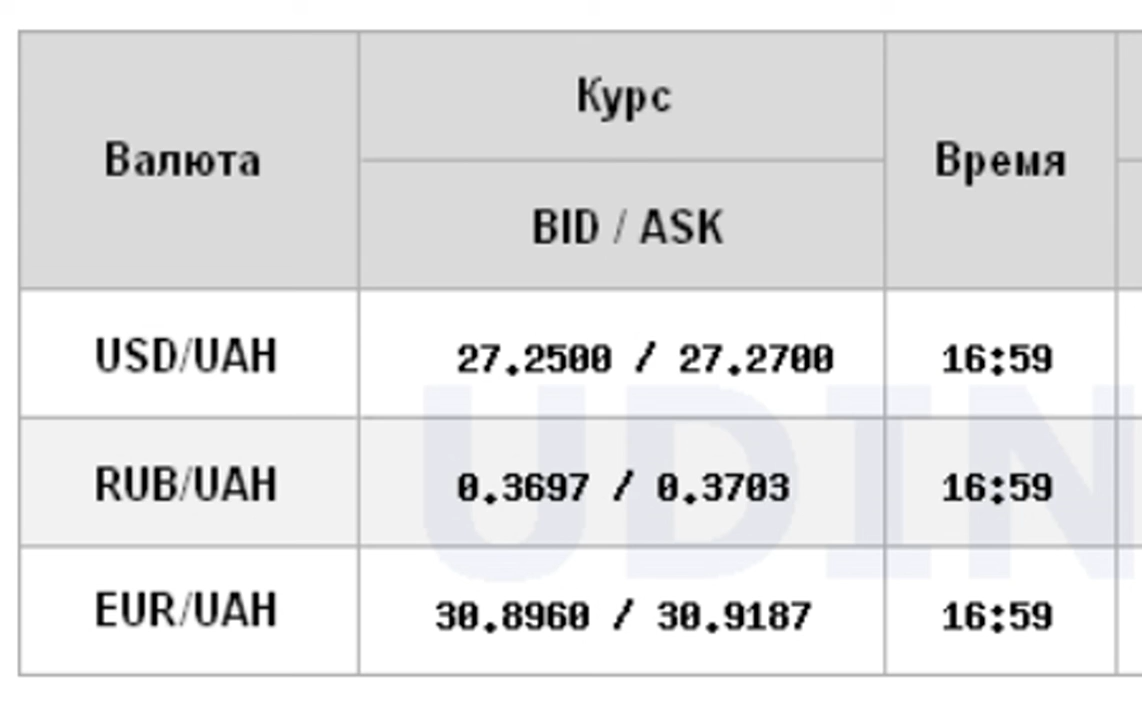 Валюта
Курс
BID / ASK
Время
USD/UAH 27.2500 / 27.2700 16:59
RUB/UAH 0.3697 / 0.3703 16:59
EUR/UAH 30.8960 / 30.9187 16:59
UDIN